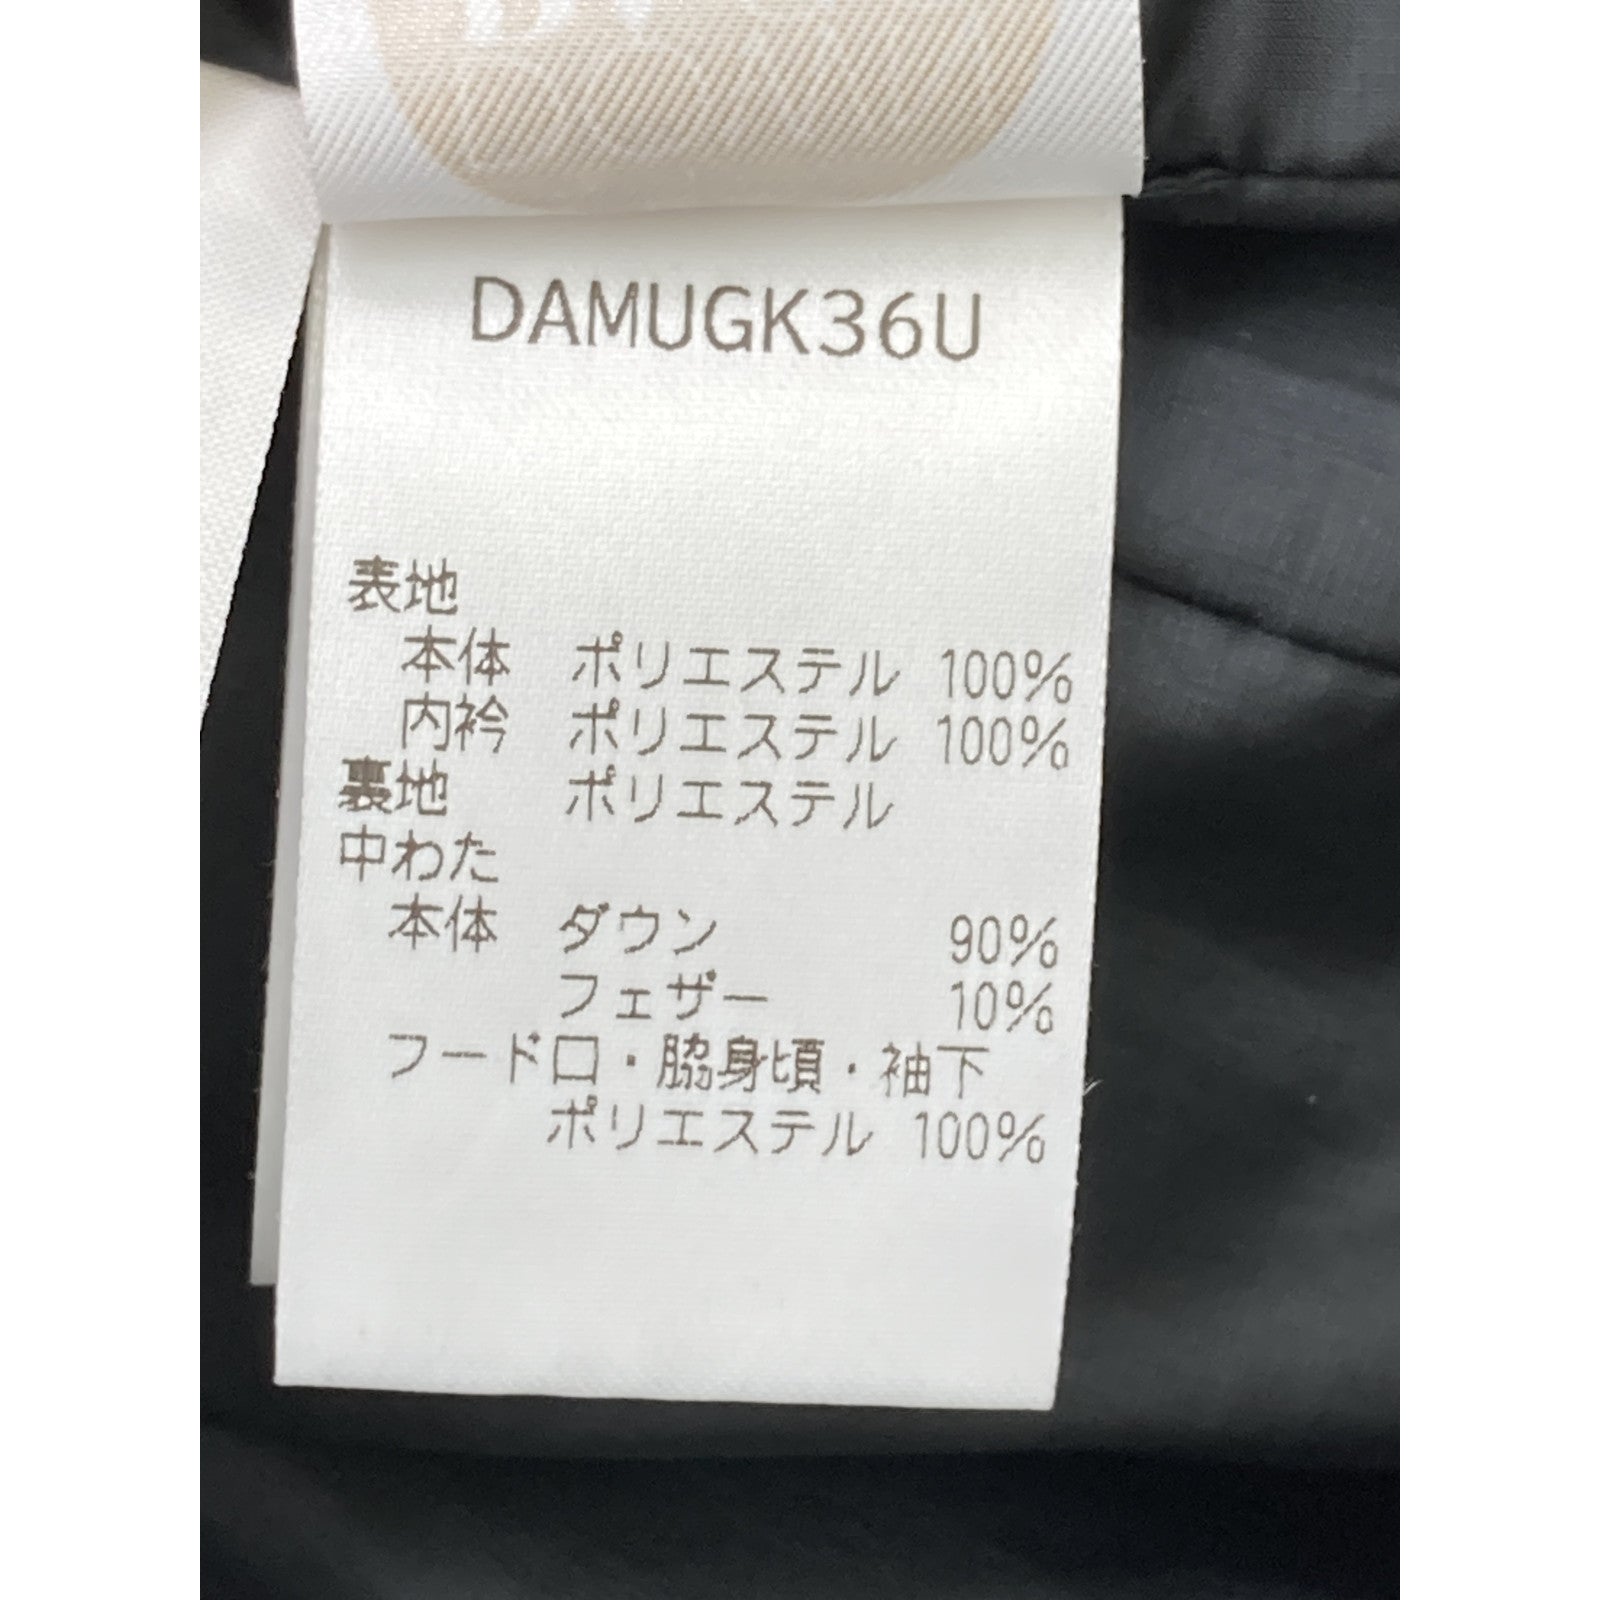 DAMUGK36U
表地
本体 ポリエステル 100%
内衿 ポリエステル 100%
裏地 ポリエステル
中わた
本体 ダウン 90%
フェザー 10%
フード口・脇身頃・袖下
ポリエステル 100%